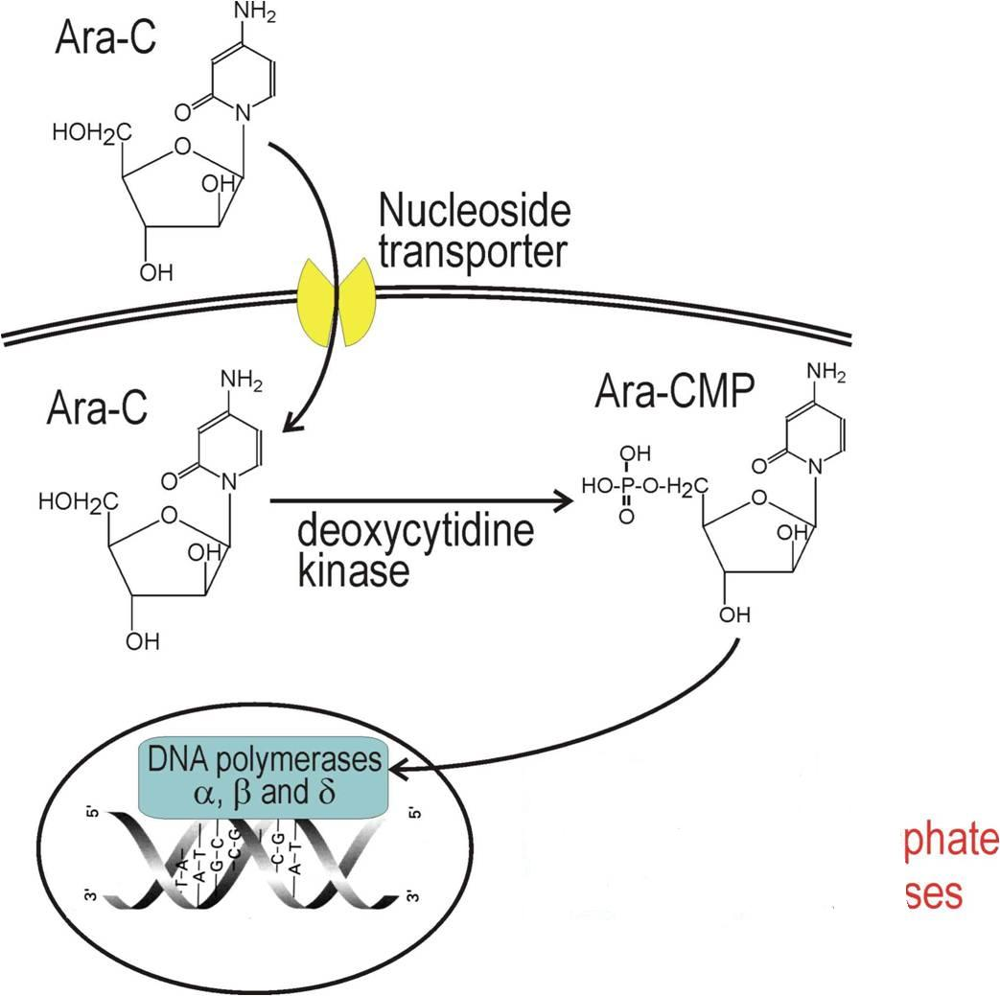 Ara-C
NH₂
O
N
HOH₂C
O
OH
OH
Nucleoside
transporter
Ara-C
NH₂
O
N
HOH₂C
O
OH
OH
deoxycytidine
kinase
Ara-CMP
NH₂
O
N
OH
HO-P-O-H₂C
O
O
OH
OH
DNA polymerases
α, β and δ
5'
5'
3'
3'
T-A
A-T
G-C
C-G
C-G
A-T
phate
ses